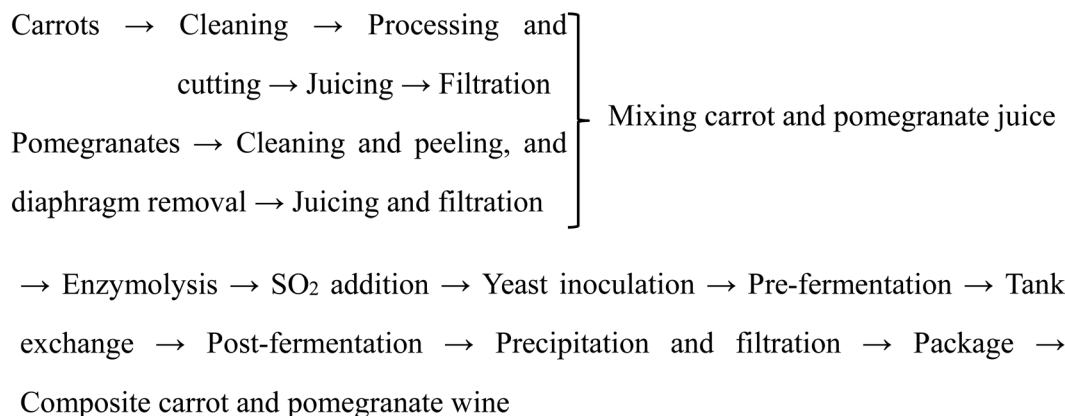 Carrots → Cleaning → Processing and
cutting → Juicing → Filtration
Pomegranates → Cleaning and peeling, and
diaphragm removal → Juicing and filtration
Mixing carrot and pomegranate juice
→ Enzymolysis → SO₂ addition → Yeast inoculation → Pre-fermentation → Tank
exchange → Post-fermentation → Precipitation and filtration → Package →
Composite carrot and pomegranate wine